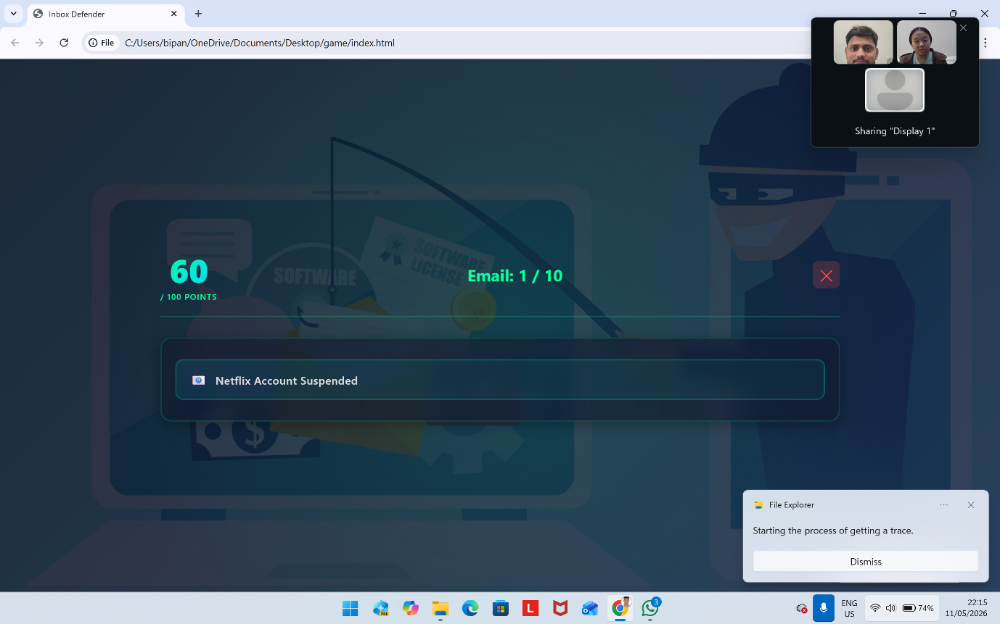 Inbox Defender
File
C:/Users/bipan/OneDrive/Documents/Desktop/game/index.html
Sharing "Display 1"
SOFTWARE
SOFTWARE
LICENSE
60
/ 100 POINTS
Email: 1 / 10
Netflix Account Suspended
$
File Explorer
Starting the process of getting a trace.
Dismiss
PRE
L
3
ENG
US
74%
22:15
11/05/2026